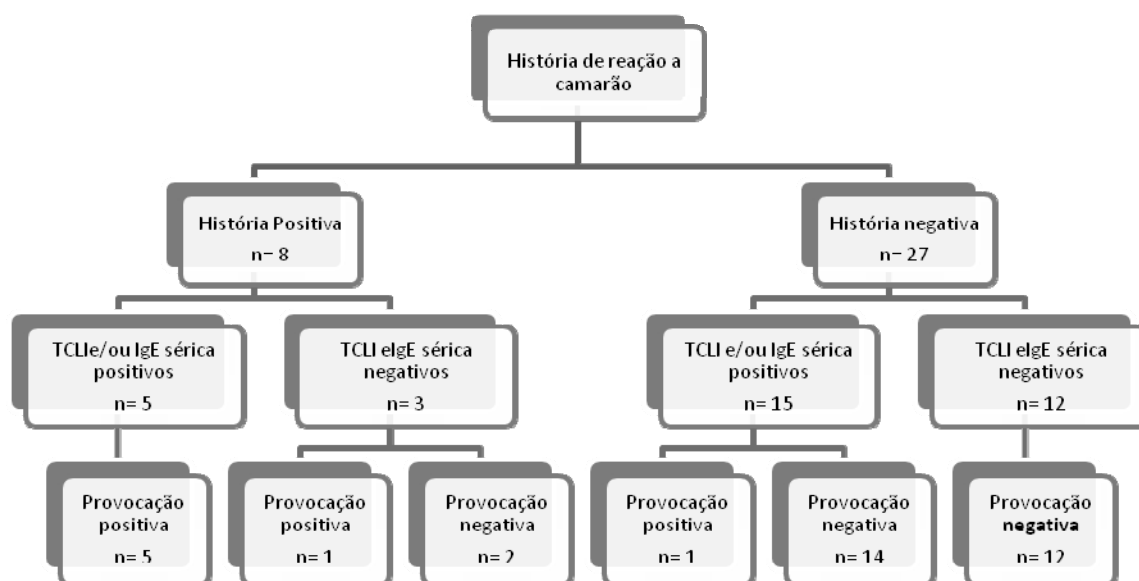 História de reação a
camarão
História Positiva
n= 8
História negativa
n= 27
TCLIe/ou IgE sérica
positivos
n= 5
TCLI eIgE sérica
negativos
n= 3
TCLI e/ou IgE sérica
positivos
n= 15
TCLI eIgE sérica
negativos
n= 12
Provocação
positiva
n= 5
Provocação
positiva
n= 1
Provocação
negativa
n= 2
Provocação
positiva
n= 1
Provocação
negativa
n= 14
Provocação
negativa
n= 12